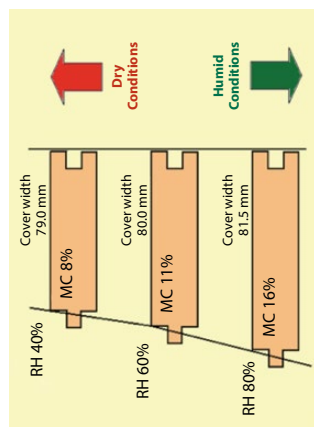 Dry
Conditions
Humid
Conditions
Cover width
79.0 mm
MC 8%
RH 40%
Cover width
80.0 mm
MC 11%
RH 60%
Cover width
81.5 mm
MC 16%
RH 80%